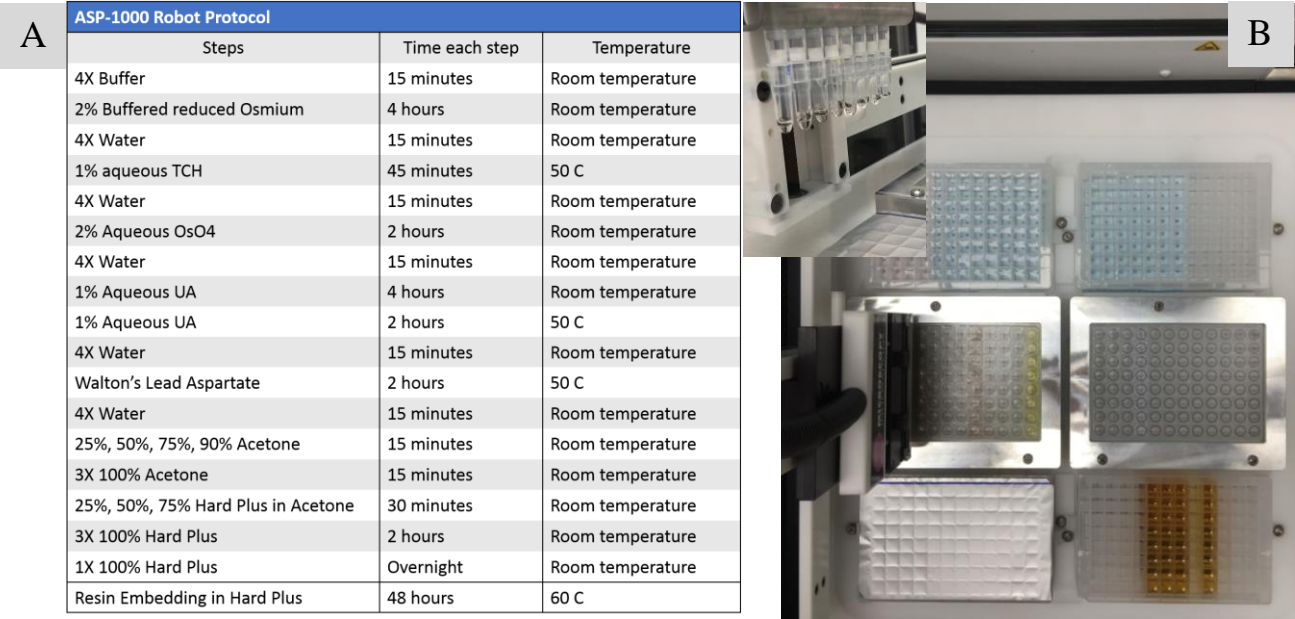 A
ASP-1000 Robot Protocol
Steps Time each step Temperature
4X Buffer 15 minutes Room temperature
2% Buffered reduced Osmium 4 hours Room temperature
4X Water 15 minutes Room temperature
1% aqueous TCH 45 minutes 50 C
4X Water 15 minutes Room temperature
2% Aqueous OsO4 2 hours Room temperature
4X Water 15 minutes Room temperature
1% Aqueous UA 4 hours Room temperature
1% Aqueous UA 2 hours 50 C
4X Water 15 minutes Room temperature
Walton’s Lead Aspartate 2 hours 50 C
4X Water 15 minutes Room temperature
25%, 50%, 75%, 90% Acetone 15 minutes Room temperature
3X 100% Acetone 15 minutes Room temperature
25%, 50%, 75% Hard Plus in Acetone 30 minutes Room temperature
3X 100% Hard Plus 2 hours Room temperature
1X 100% Hard Plus Overnight Room temperature
Resin Embedding in Hard Plus 48 hours 60 C
B